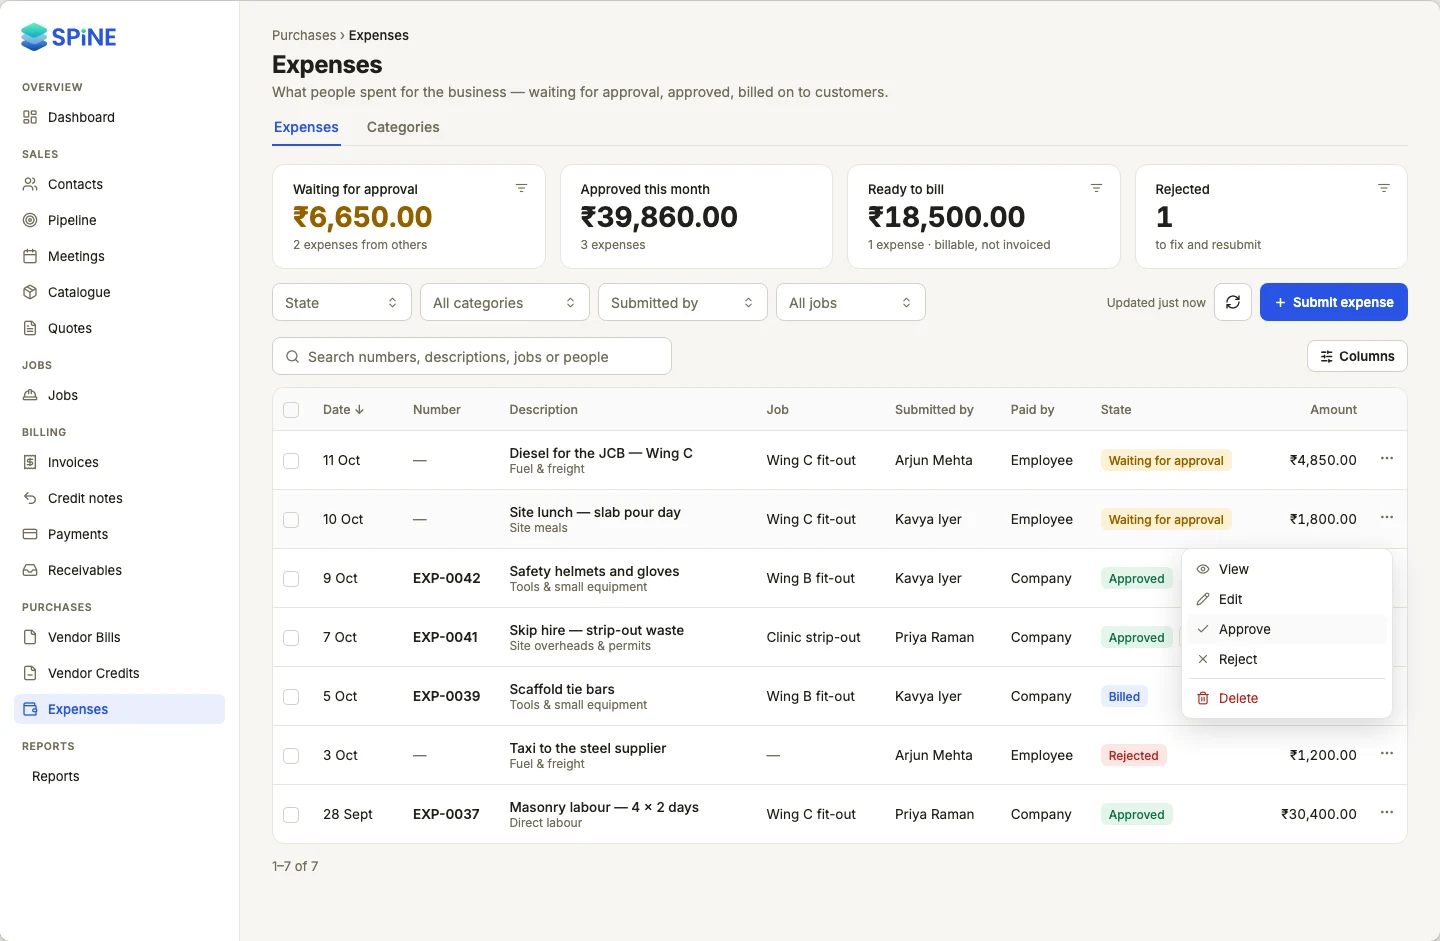 SPiNE
OVERVIEW
Dashboard
SALES
Contacts
Pipeline
Meetings
Catalogue
Quotes
JOBS
Jobs
BILLING
Invoices
Credit notes
Payments
Receivables
PURCHASES
Vendor Bills
Vendor Credits
Expenses
REPORTS
Reports
Purchases › Expenses
Expenses
What people spent for the business — waiting for approval, approved, billed on to customers.
Expenses Categories
Waiting for approval
₹6,650.00
2 expenses from others
Approved this month
₹39,860.00
3 expenses
Ready to bill
₹18,500.00
1 expense · billable, not invoiced
Rejected
1
to fix and resubmit
State All categories Submitted by All jobs Updated just now + Submit expense
Search numbers, descriptions, jobs or people Columns
Date ↓ Number Description Job Submitted by Paid by State Amount
11 Oct — Diesel for the JCB — Wing C Wing C fit-out Arjun Mehta Employee Waiting for approval ₹4,850.00 ···
Fuel & freight
10 Oct — Site lunch — slab pour day Wing C fit-out Kavya Iyer Employee Waiting for approval ₹1,800.00 ···
Site meals
9 Oct EXP-0042 Safety helmets and gloves Wing B fit-out Kavya Iyer Company Approved
Tools & small equipment
7 Oct EXP-0041 Skip hire — strip-out waste Clinic strip-out Priya Raman Company Approved
Site overheads & permits
5 Oct EXP-0039 Scaffold tie bars Wing B fit-out Kavya Iyer Company Billed
Tools & small equipment
3 Oct — Taxi to the steel supplier — Arjun Mehta Employee Rejected ₹1,200.00 ···
Fuel & freight
28 Sept EXP-0037 Masonry labour — 4 × 2 days Wing C fit-out Priya Raman Company Approved ₹30,400.00 ···
Direct labour
View
Edit
Approve
Reject
Delete
1–7 of 7